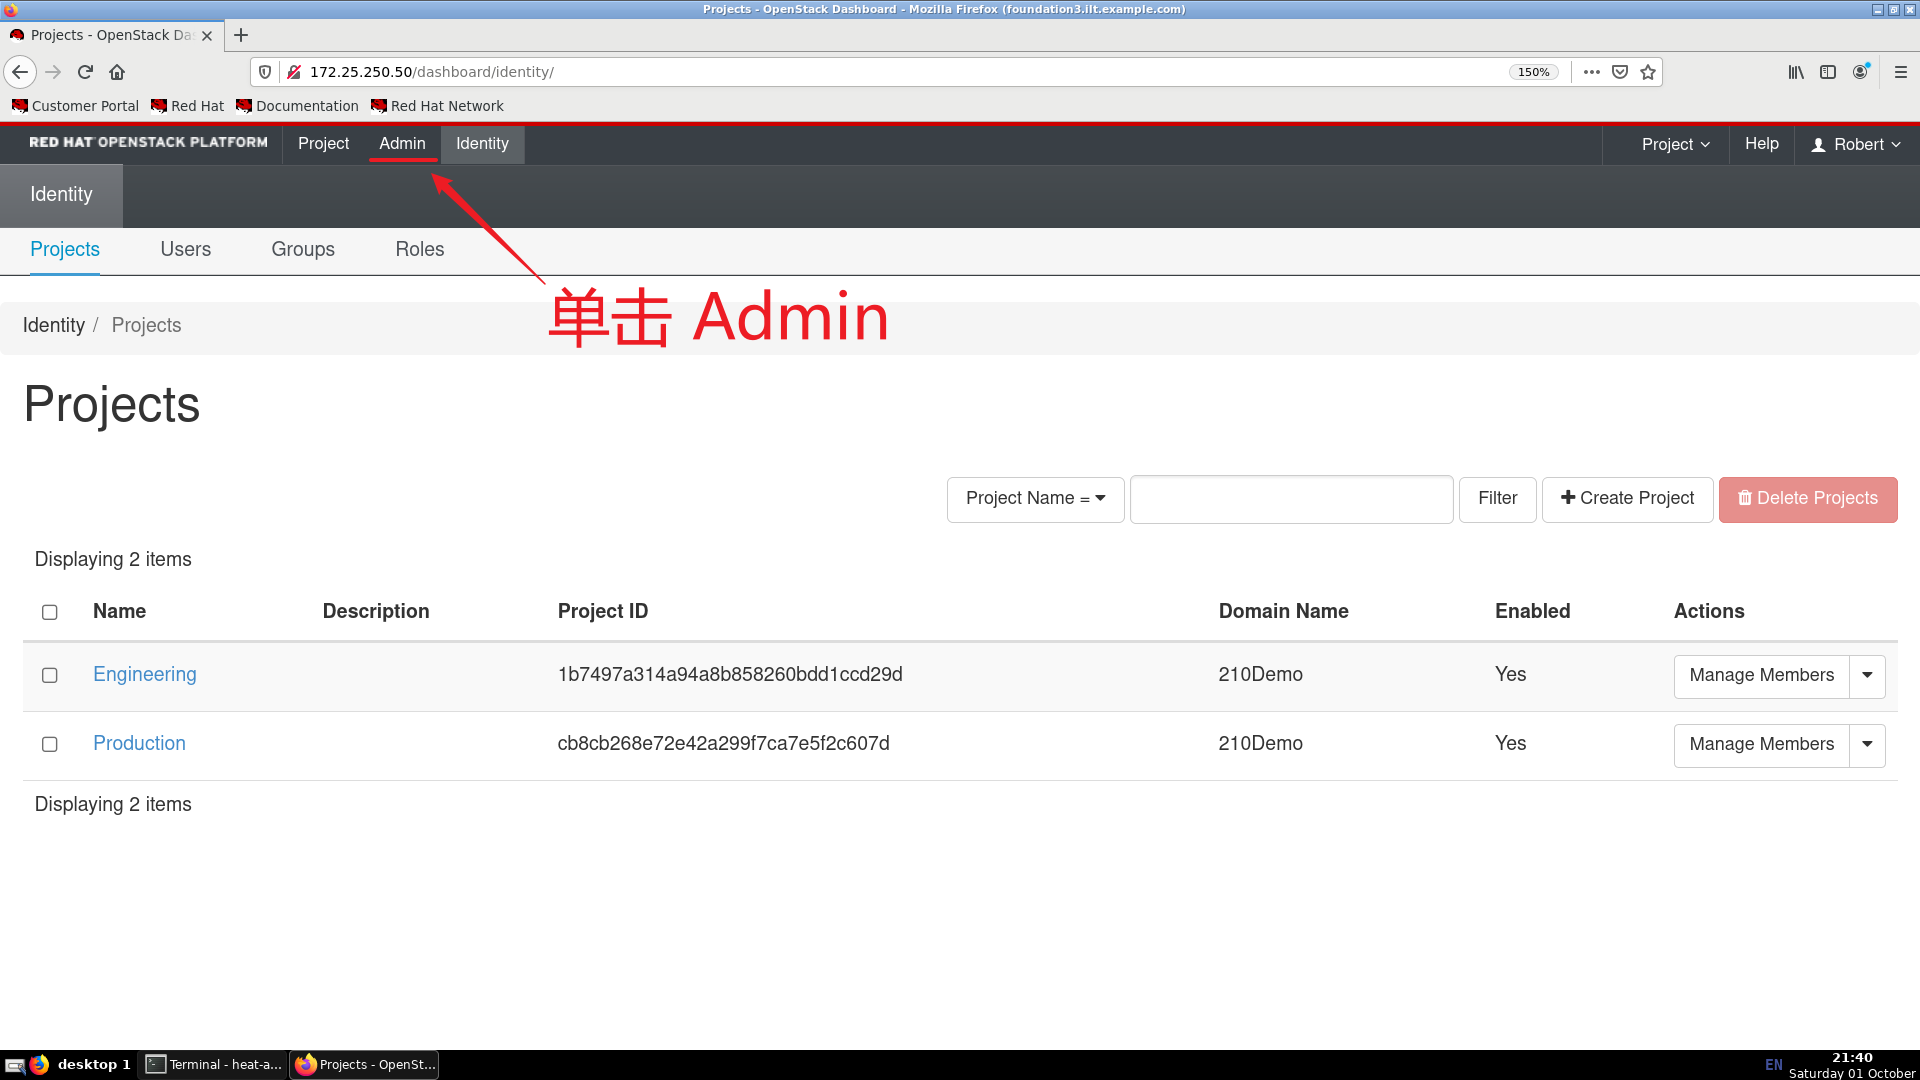 Projects - OpenStack Dashboard - Mozilla Firefox (foundation3.ilt.example.com)
Projects - OpenStack Da
172.25.250.50/dashboard/identity/
150%
Customer Portal Red Hat Documentation Red Hat Network
RED HAT OPENSTACK PLATFORM Project Admin Identity Project Help Robert
Identity
Projects Users Groups Roles
单击 Admin
Identity / Projects
Projects
Project Name = Filter Create Project Delete Projects
Displaying 2 items
Name Description Project ID Domain Name Enabled Actions
Engineering 1b7497a314a94a8b858260bdd1ccd29d 210Demo Yes Manage Members
Production cb8cb268e72e42a299f7ca7e5f2c607d 210Demo Yes Manage Members
Displaying 2 items
desktop 1 Terminal - heat-a... Projects - OpenSt... EN 21:40
Saturday 01 October